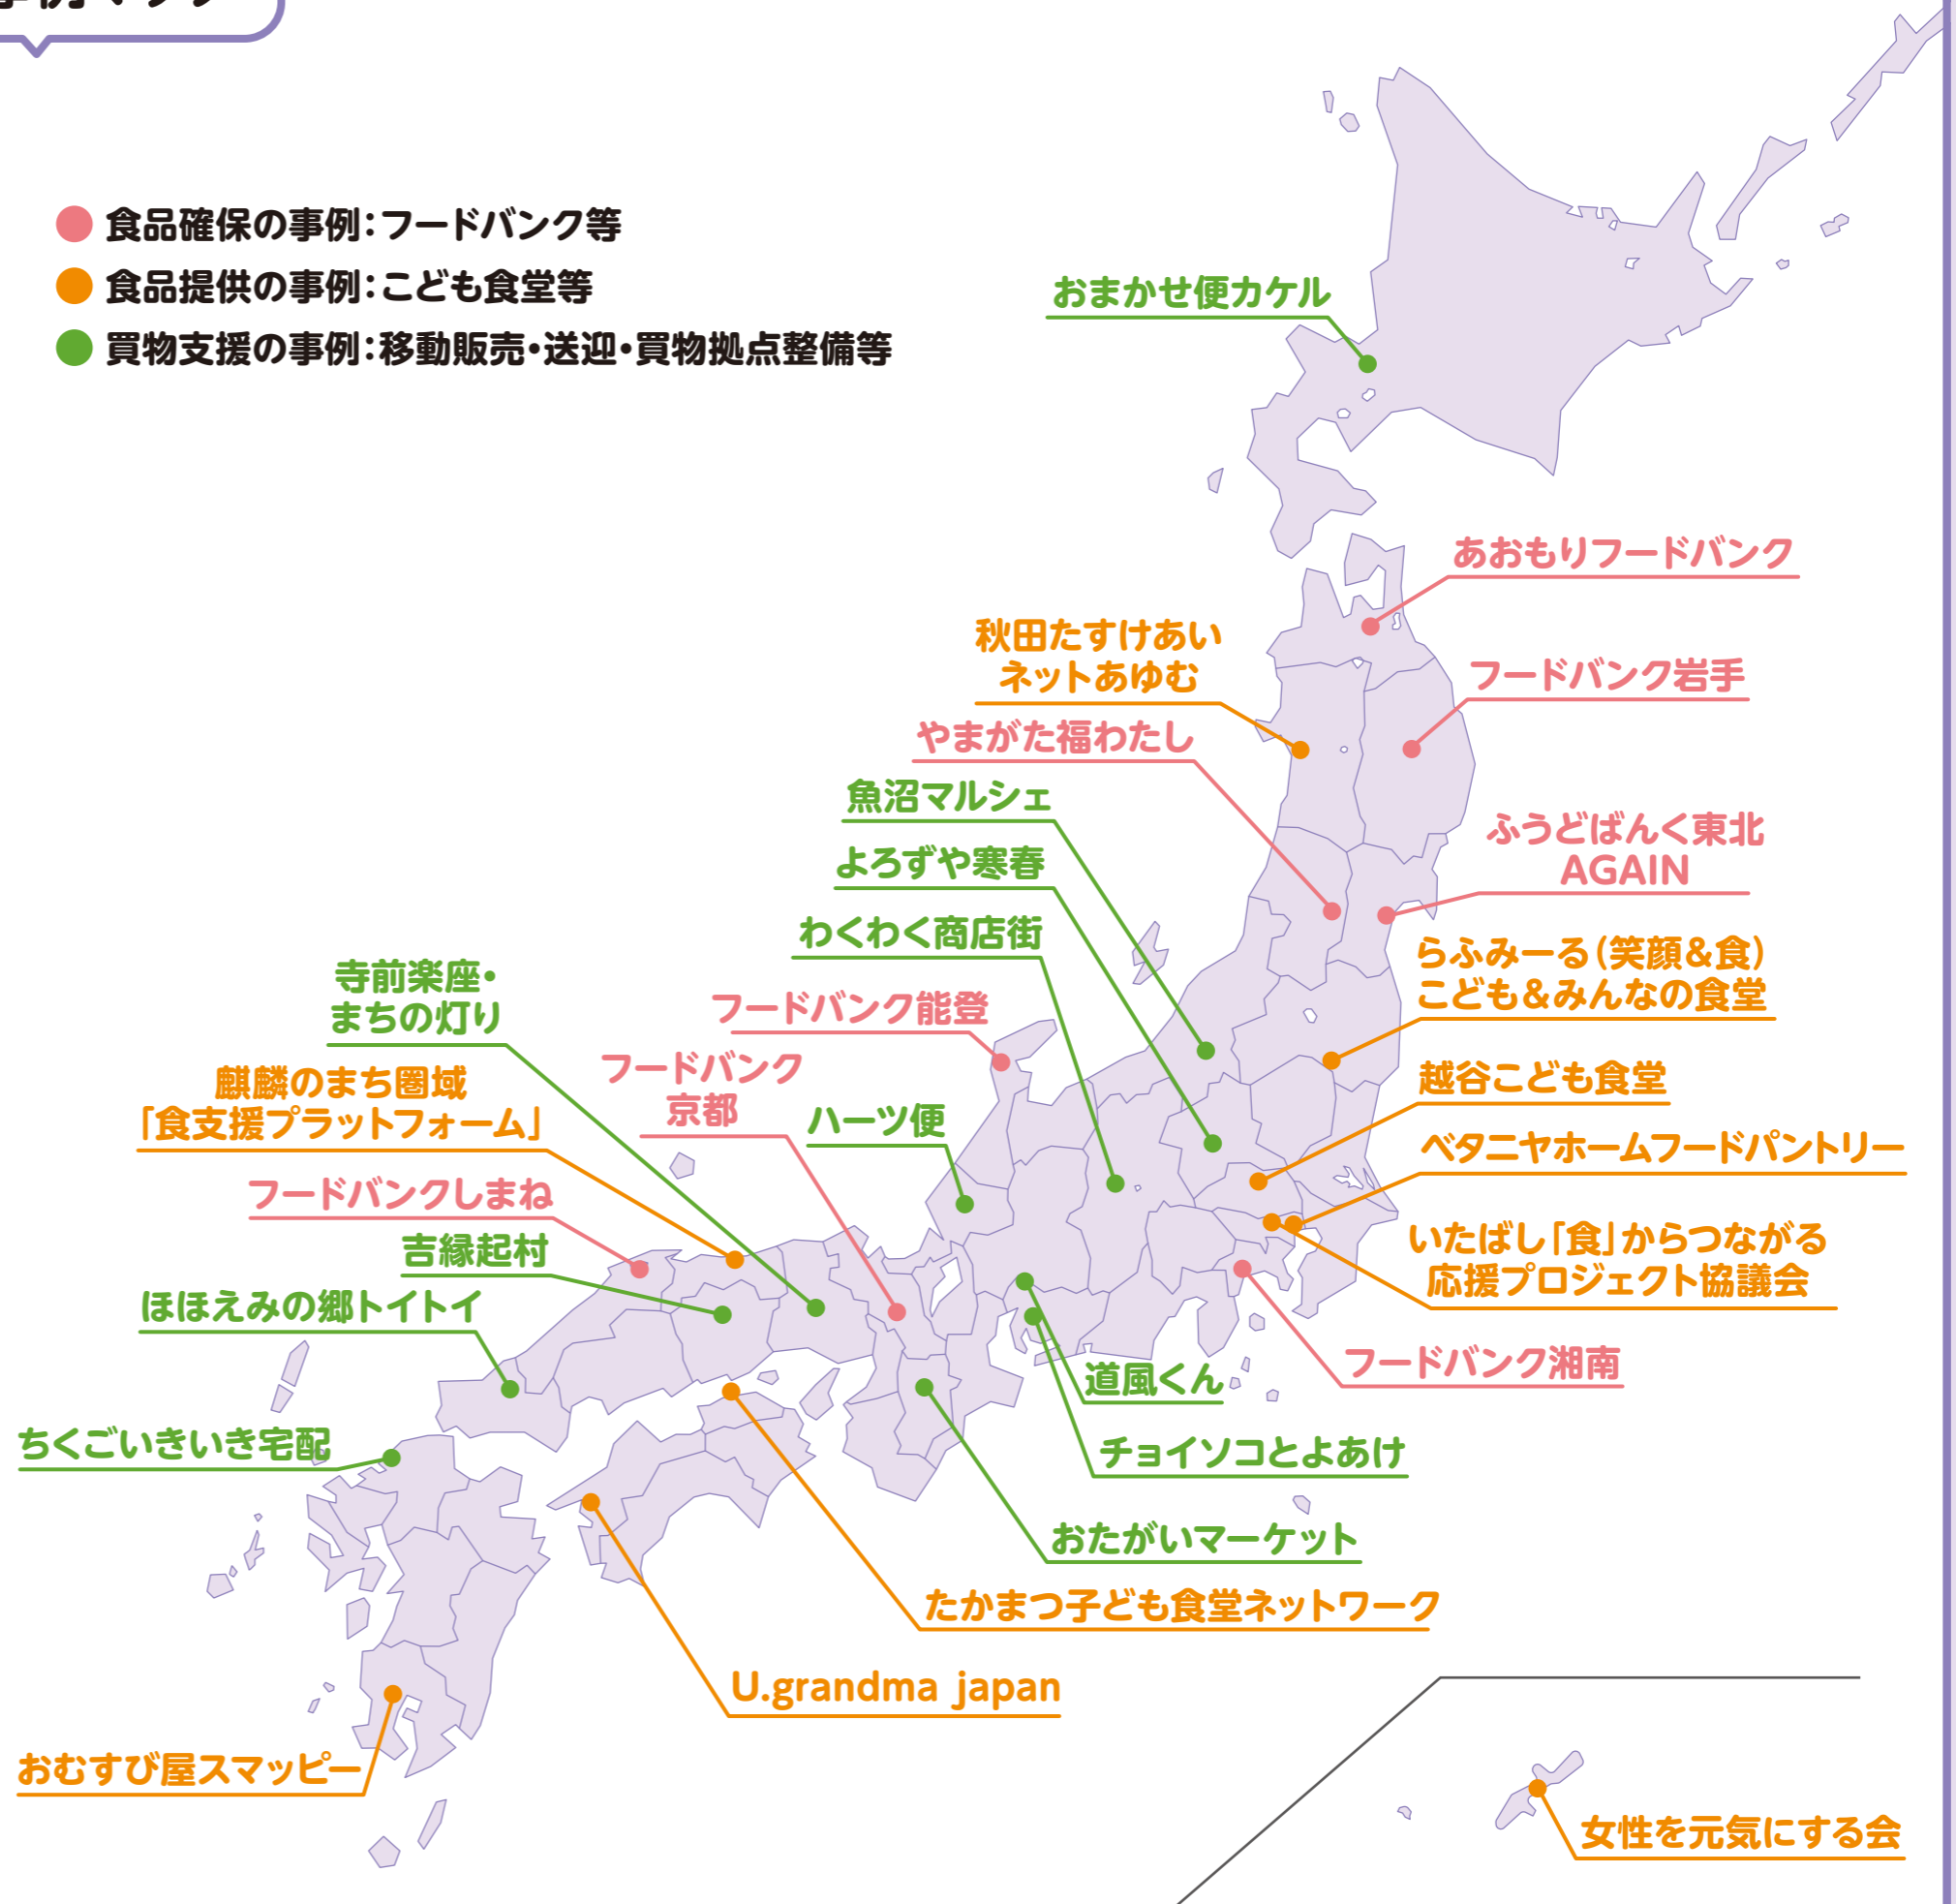 食品確保の事例：フードバンク等
食品提供の事例：こども食堂等
買物支援の事例：移動販売・送迎・買物拠点整備等
おまかせ便カケル
あおもりフードバンク
秋田たすけあい
ネットあゆむ
フードバンク岩手
やまがた福わたし
魚沼マルシェ
ふうどばんく東北
AGAIN
よろずや寒春
わくわく商店街
らふみーる（笑顔＆食）
こども＆みんなの食堂
寺前楽座・
まちの灯り
フードバンク能登
フードバンク
京都
麒麟のまち圏域
「食支援プラットフォーム」
ハーツ便
越谷こども食堂
ベタニヤホームフードパントリー
フードバンクしまね
吉縁起村
いたばし「食」からつながる
応援プロジェクト協議会
ほほえみの郷トイトイ
フードバンク湘南
道風くん
ちくごいきいき宅配
チョイソコとよあけ
おたがいマーケット
たかまつ子ども食堂ネットワーク
U.grandma japan
おむすび屋スマッピー
女性を元気にする会